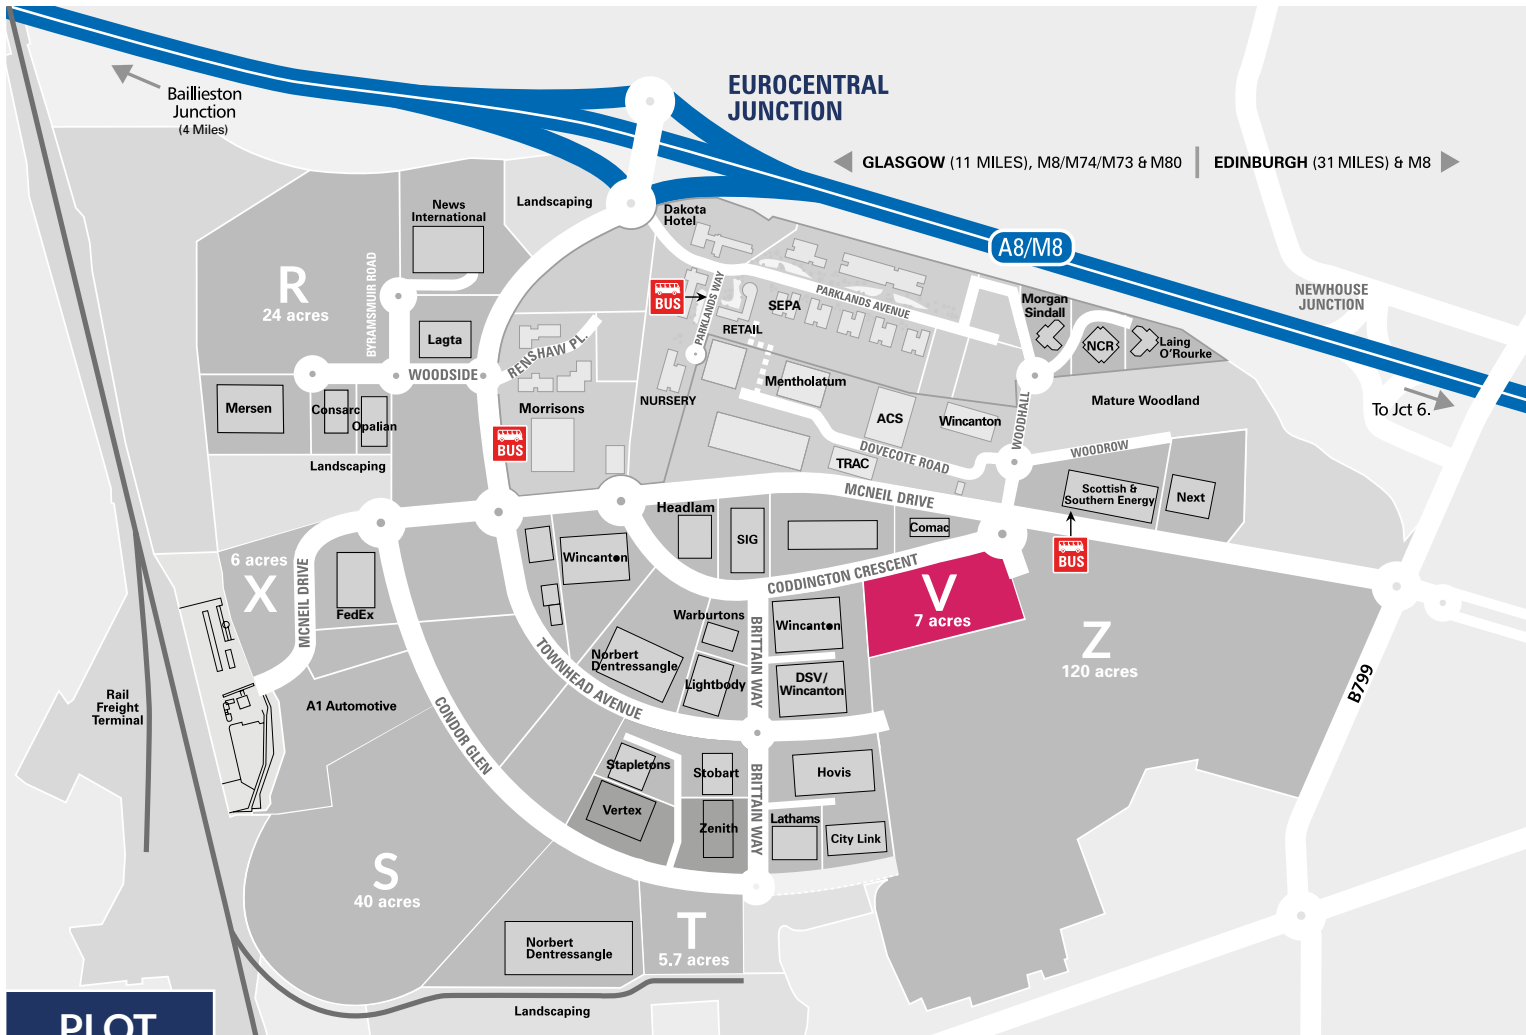 EUROCENTRAL
JUNCTION
Baillieston
Junction
(4 Miles)
GLASGOW (11 MILES), M8/M74/M73 & M80
EDINBURGH (31 MILES) & M8
A8/M8
NEWHOUSE
JUNCTION
To Jct 6.
News
International
Landscaping
Dakota
Hotel
R
24 acres
BYRAMSMUIR ROAD
BUS
PARKLANDS WAY
SEPA
PARKLANDS AVENUE
RETAIL
Morgan
Sindall
NCR
Laing
O'Rourke
Lagta
RENSHAW PL.
WOODSIDE
Mersen
Consarc
Opalian
Landscaping
Morrisons
BUS
NURSERY
Mentholatum
ACS
Wincanton
WOODHALL
Mature Woodland
DOVECOTE ROAD
TRAC
WOODROW
MCNEIL DRIVE
Scottish &
Southern Energy
Next
BUS
Headlam
SIG
Comac
Wincanton
CODDINGTON CRESCENT
6 acres
X
MCNEIL DRIVE
FedEx
V
7 acres
Z
120 acres
B799
Warburtons
BRITTAIN WAY
Wincanton
Norbert
Dentressangle
Lightbody
DSV/
Wincanton
TOWNHEAD AVENUE
Rail
Freight
Terminal
A1 Automotive
CONDOR GLEN
Stapletons
Stobart
BRITTAIN WAY
Hovis
Vertex
Zenith
Lathams
City Link
S
40 acres
T
5.7 acres
Norbert
Dentressangle
Landscaping
PLOT